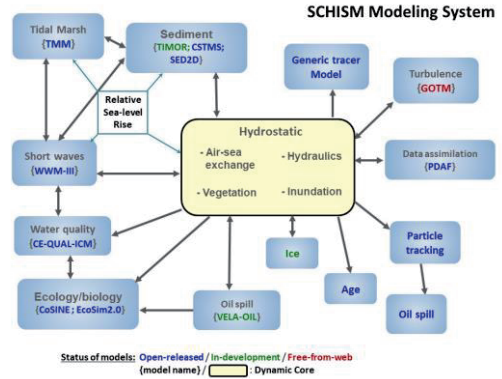 SCHISM Modeling System
Tidal Marsh
{TMM}
Sediment
{TIMOR; CSTMS;
SED2D}
Generic tracer
Model
Turbulence
{GOTM}
Relative
Sea-level
Rise
Hydrostatic
- Air-sea
exchange
- Hydraulics
- Vegetation
- Inundation
Short waves
{WWM-III}
Data assimilation
{PDAF}
Water quality
{CE-QUAL-ICM}
Particle
tracking
Ice
Ecology/biology
{CoSINE ; EcoSim2.0}
Oil spill
{VELA-OIL}
Age
Oil spill
Status of models: Open-released / In-development / Free-from-web
{model name} / : Dynamic Core